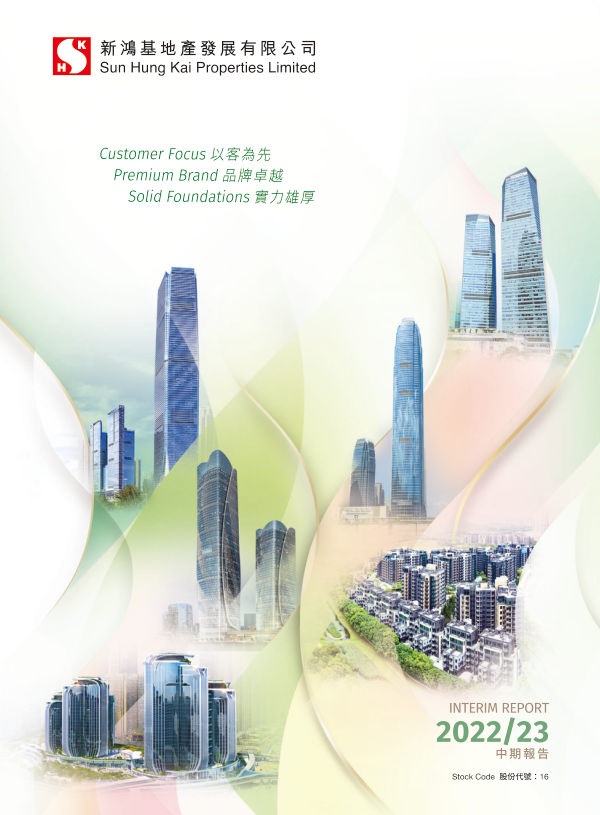 SHK
新鴻基地產發展有限公司
Sun Hung Kai Properties Limited
Customer Focus 以客為先
Premium Brand 品牌卓越
Solid Foundations 實力雄厚
INTERIM REPORT
2022/23
中期報告
Stock Code 股份代號：16